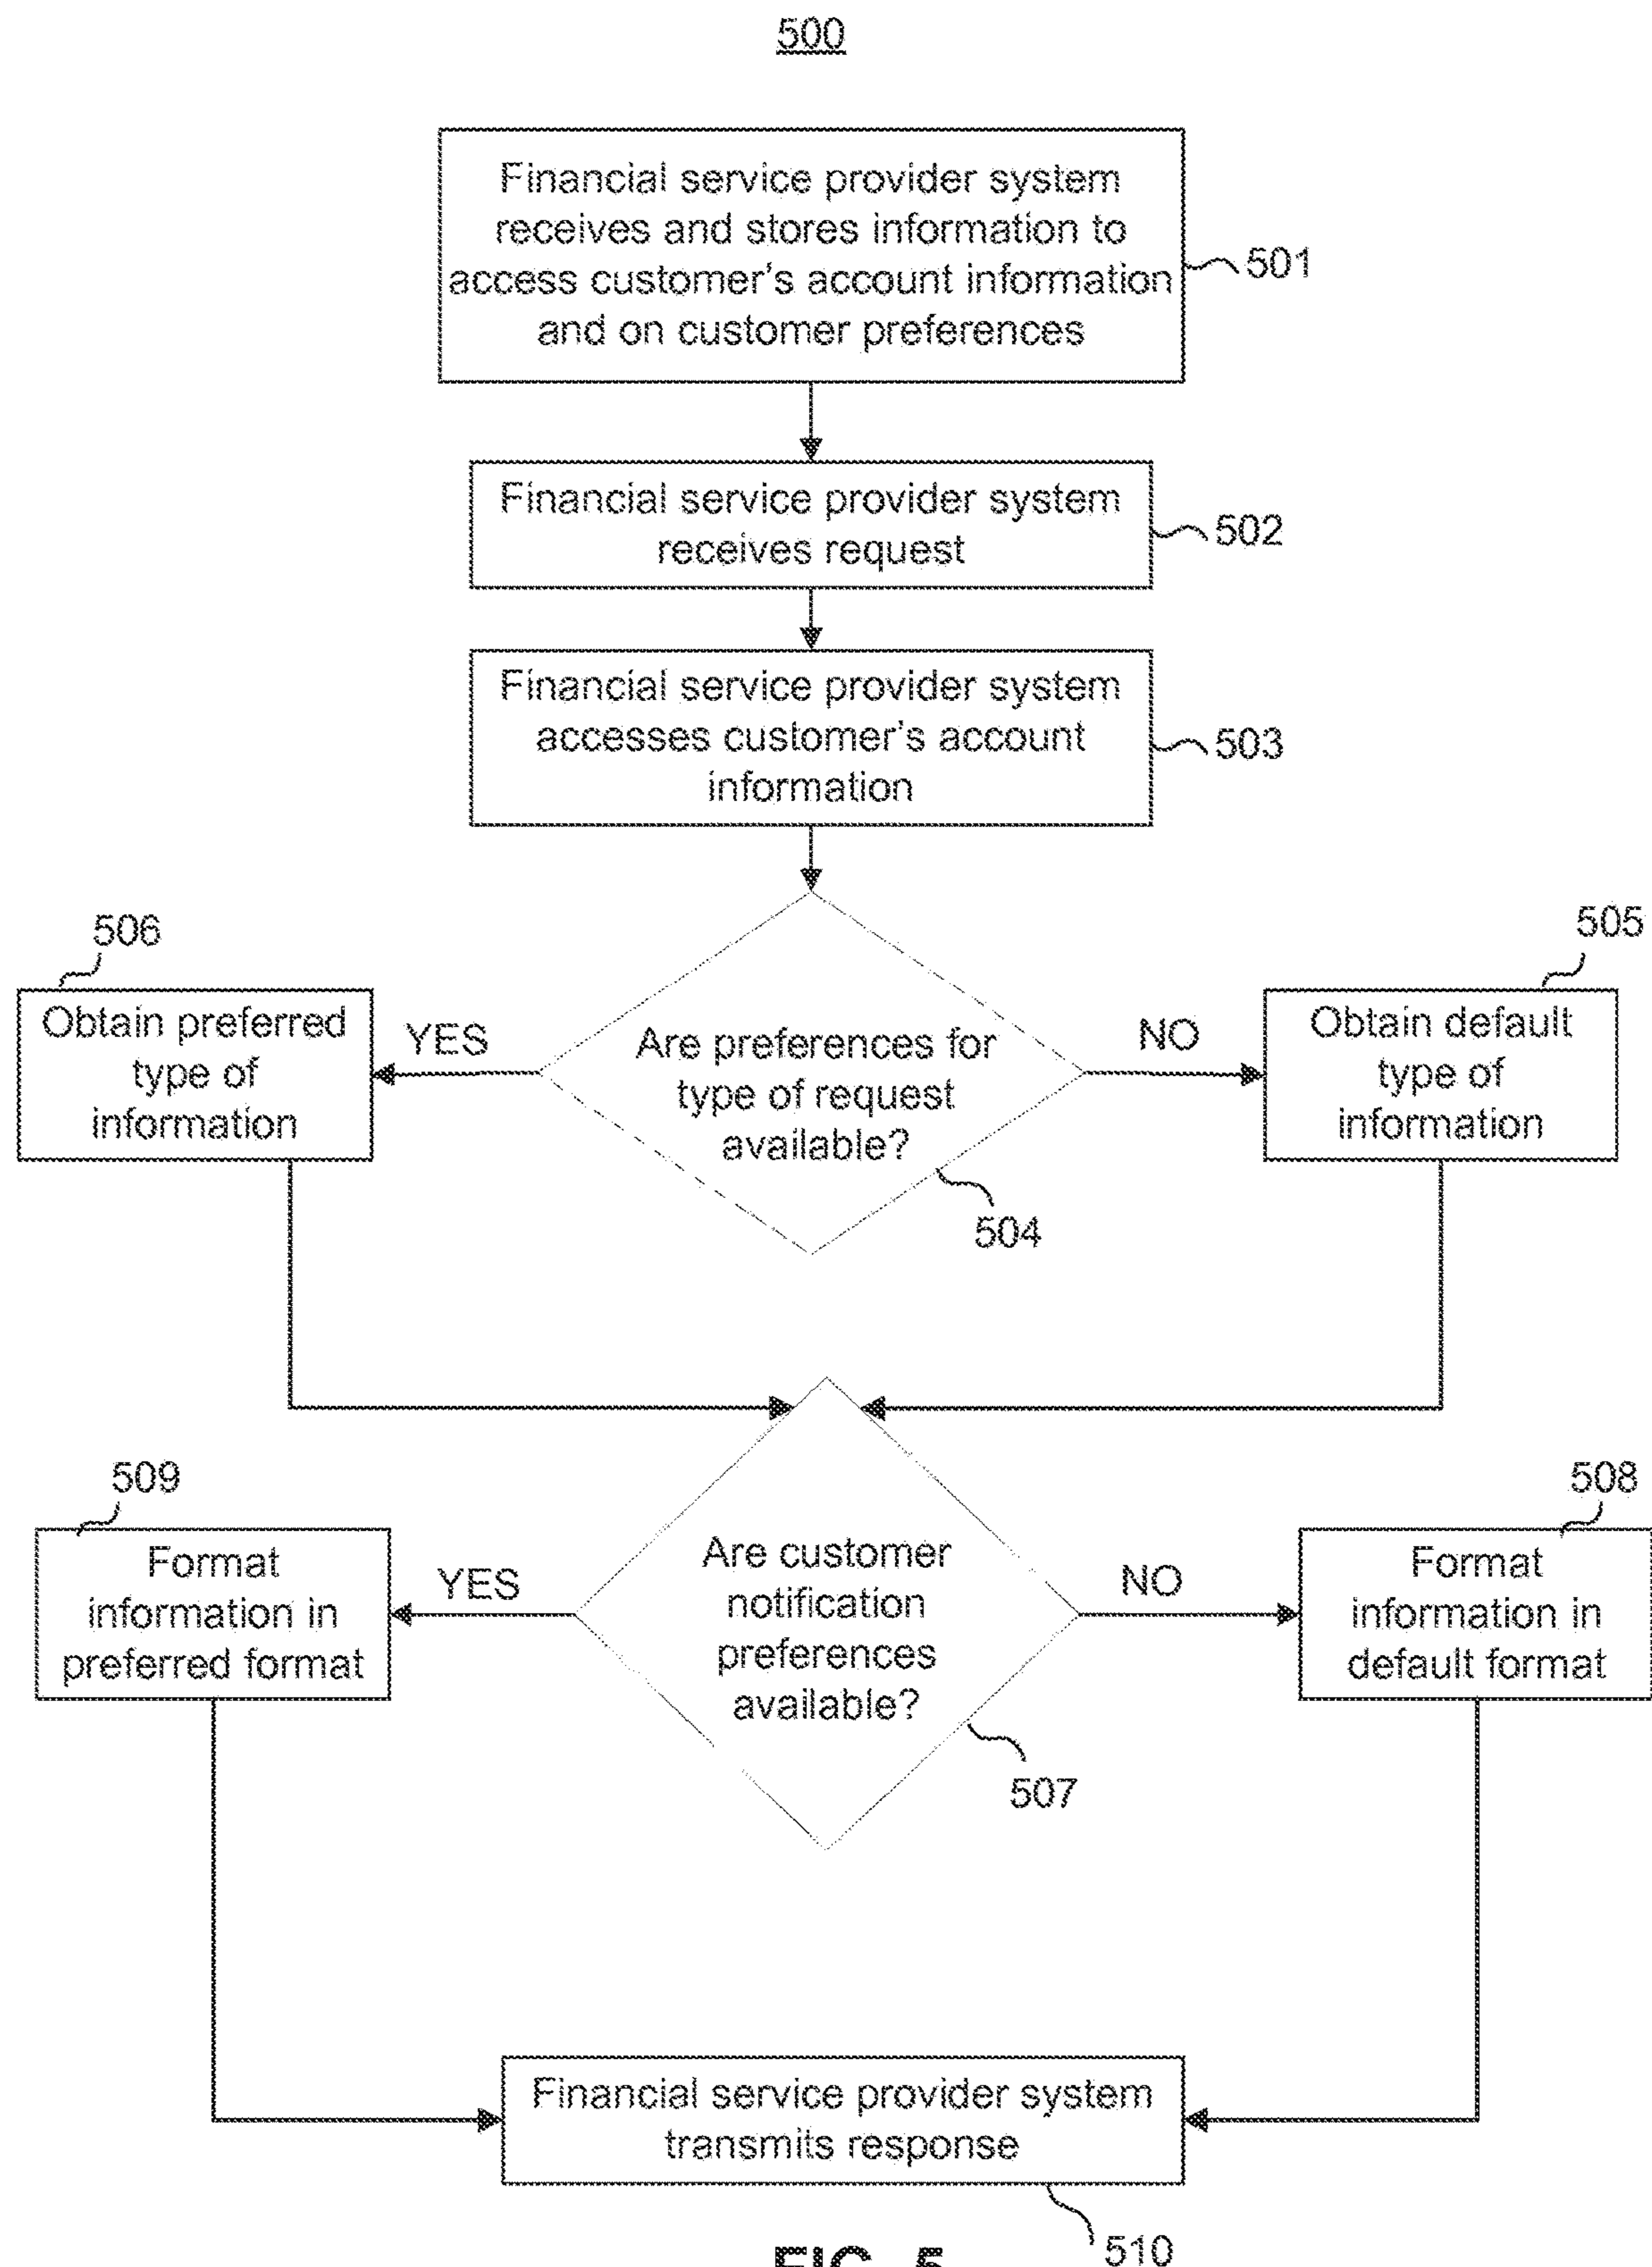 500
Financial service provider system
receives and stores information to
access customer's account information
and on customer preferences
501
Financial service provider system
receives request
502
Financial service provider system
accesses customer's account
information
503
506
505
Obtain preferred
type of
information
YES
Are preferences for
type of request
available?
NO
Obtain default
type of
information
504
509
508
Format
information in
preferred format
YES
Are customer
notification
preferences
available?
NO
Format
information in
default format
507
Financial service provider system
transmits response
510
FIG. 5